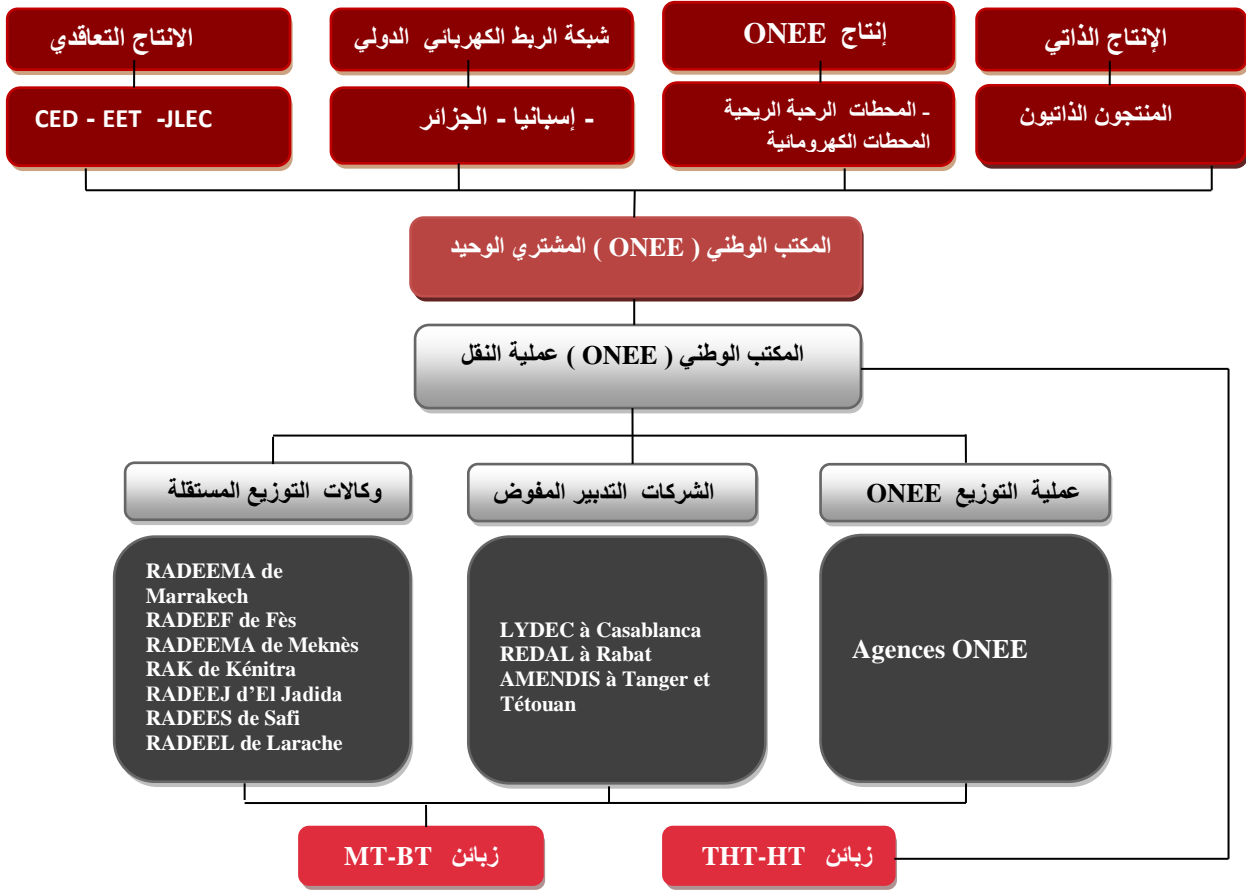 الإنتاج الذاتي
إنتاج ONEE
شبكة الربط الكهربائي الدولي
الانتاج التعاقدي
المنتجون الذاتيون
- المحطات الرحبة الريحية
المحطات الكهرومائية
- إسبانيا - الجزائر
CED - EET -JLEC
المكتب الوطني ( ONEE ) المشتري الوحيد
المكتب الوطني ( ONEE ) عملية النقل
عملية التوزيع ONEE
الشركات التدبير المفوض
وكالات التوزيع المستقلة
Agences ONEE
LYDEC à Casablanca
REDAL à Rabat
AMENDIS à Tanger et
Tétouan
RADEEMA de
Marrakech
RADEEF de Fès
RADEEMA de Meknès
RAK de Kénitra
RADEEJ d’El Jadida
RADEES de Safi
RADEEL de Larache
زبائن THT-HT
زبائن MT-BT